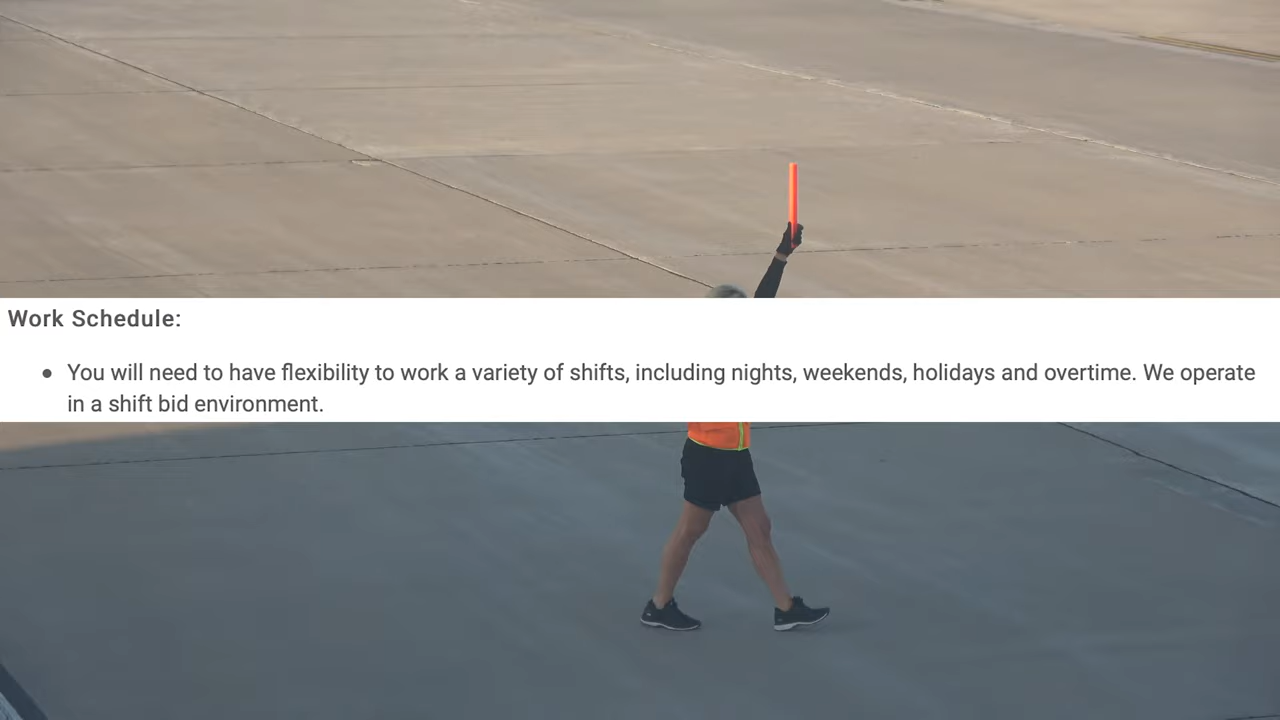 Work Schedule:
● You will need to have flexibility to work a variety of shifts, including nights, weekends, holidays and overtime. We operate
in a shift bid environment.